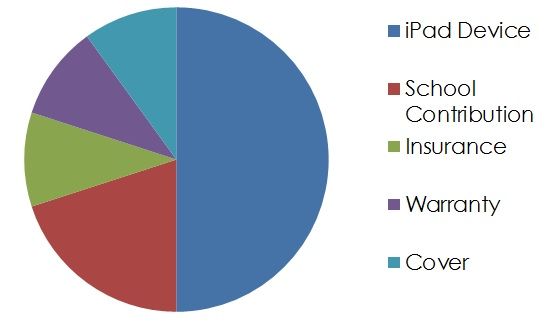 iPad Device
School
Contribution
Insurance
Warranty
Cover